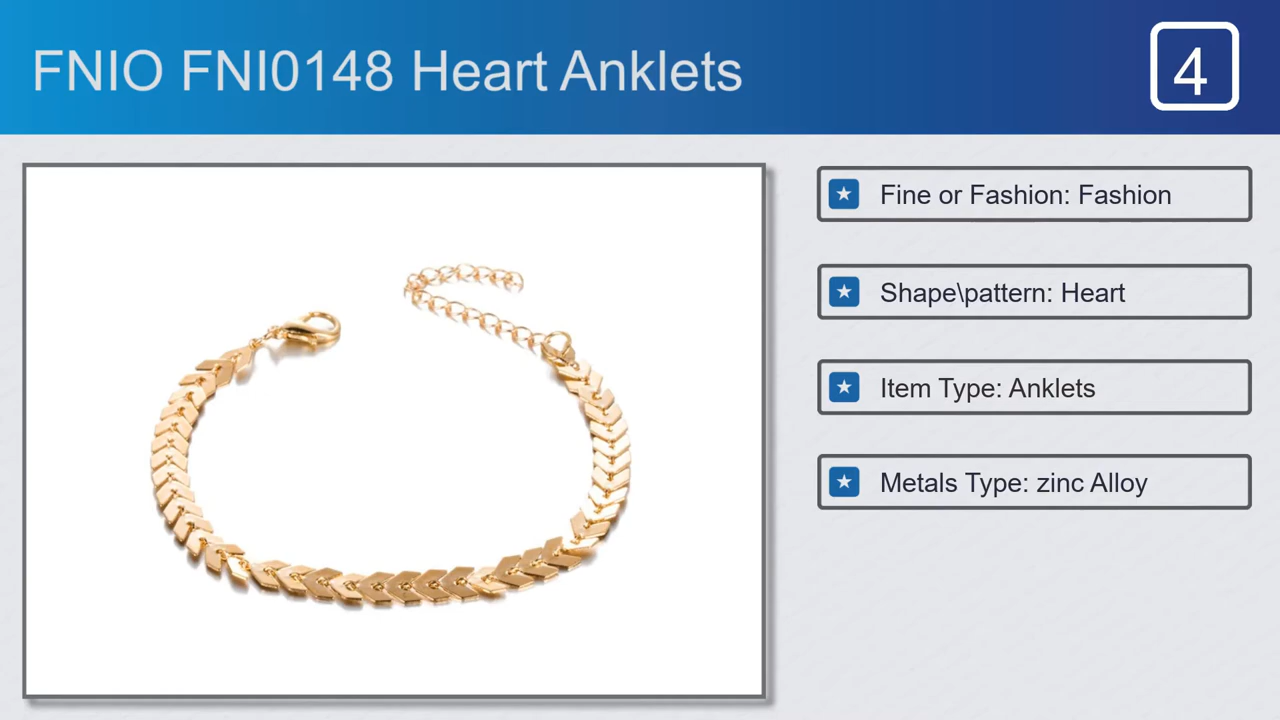 FNIO FNI0148 Heart Anklets
4
Fine or Fashion: Fashion
Shape\pattern: Heart
Item Type: Anklets
Metals Type: zinc Alloy